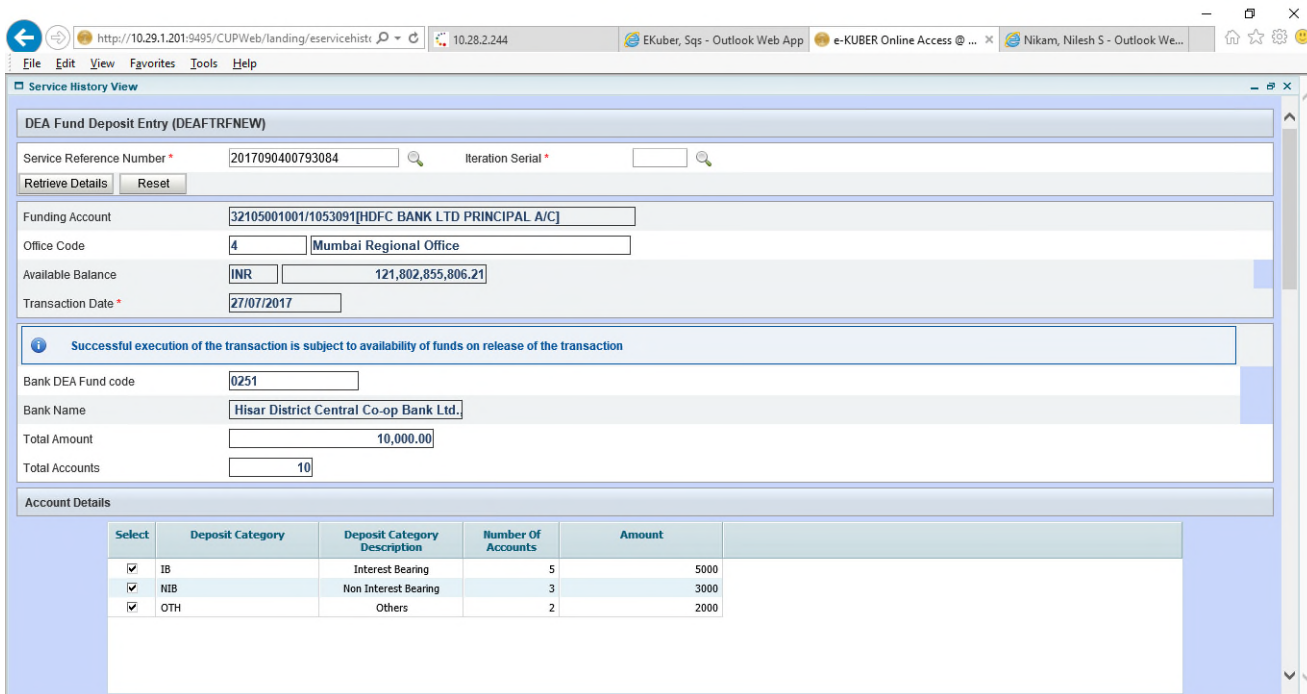 http://10.29.1.201:9495/CUPWeb/landing/eservicehist 10.28.2.244 EKuber, Sqs - Outlook Web App e-KUBER Online Access @ ... Nikam, Nilesh S - Outlook We...
File Edit View Favorites Tools Help
Service History View
DEA Fund Deposit Entry (DEAFTRFNEW)
Service Reference Number * 2017090400793084 Iteration Serial *
Retrieve Details Reset
Funding Account 32105001001/1053091[HDFC BANK LTD PRINCIPAL A/C]
Office Code 4 Mumbai Regional Office
Available Balance INR 121,802,855,806.21
Transaction Date * 27/07/2017
Successful execution of the transaction is subject to availability of funds on release of the transaction
Bank DEA Fund code 0251
Bank Name Hisar District Central Co-op Bank Ltd.,
Total Amount 10,000.00
Total Accounts 10
Account Details
Select Deposit Category Deposit Category Description Number Of Accounts Amount
IB Interest Bearing 5 5000
NIB Non Interest Bearing 3 3000
OTH Others 2 2000